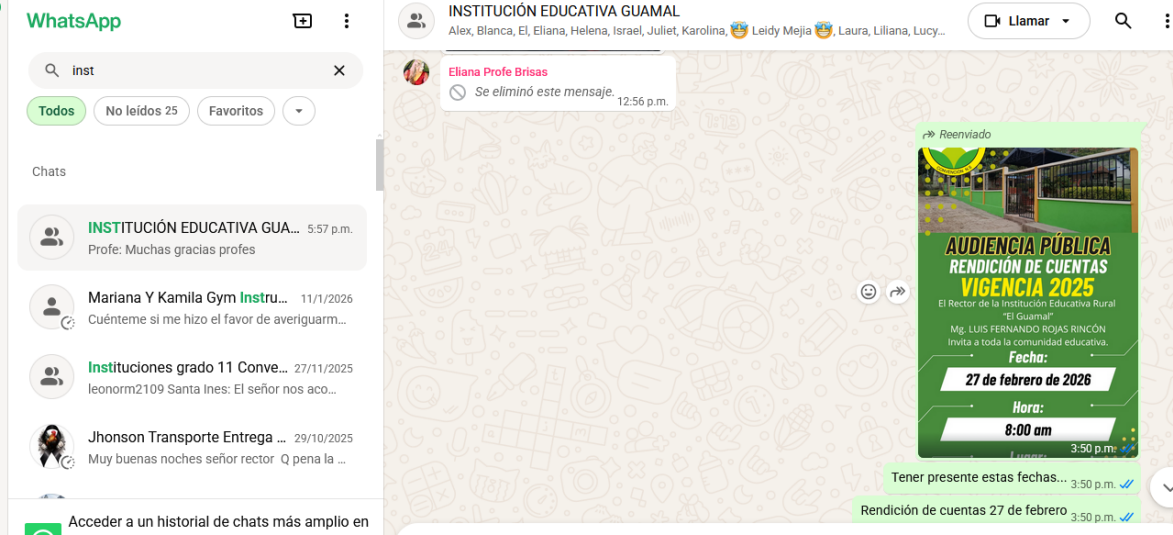 WhatsApp
inst
Todos
No leídos 25
Favoritos
Chats
INSTITUCIÓN EDUCATIVA GUA... 5:57 p.m.
Profe: Muchas gracias profes
Mariana Y Kamila Gym Instru... 11/1/2026
Cuénteme si me hizo el favor de averiguarm...
Instituciones grado 11 Conve... 27/11/2025
leonorm2109 Santa Ines: El señor nos aco...
Jhonson Transporte Entrega ... 29/10/2025
Muy buenas noches señor rector Q pena la ...
Acceder a un historial de chats más amplio en
INSTITUCIÓN EDUCATIVA GUAMAL
Alex, Blanca, El, Eliana, Helena, Israel, Juliet, Karolina, 🤠 Leidy Mejia 🤠, Laura, Liliana, Lucy...
Llamar
Eliana Profe Brisas
Se eliminó este mensaje.
12:56 p.m.
Reenviado
AUDIENCIA PÚBLICA
RENDICIÓN DE CUENTAS
VIGENCIA 2025
El Rector de la Institución Educativa Rural
"El Guamal"
Mg. LUIS FERNANDO ROJAS RINCÓN
Invita a toda la comunidad educativa.
Fecha:
27 de febrero de 2026
Hora:
8:00 am
Lugar:
3:50 p.m.
Tener presente estas fechas... 3:50 p.m.
Rendición de cuentas 27 de febrero 3:50 p.m.